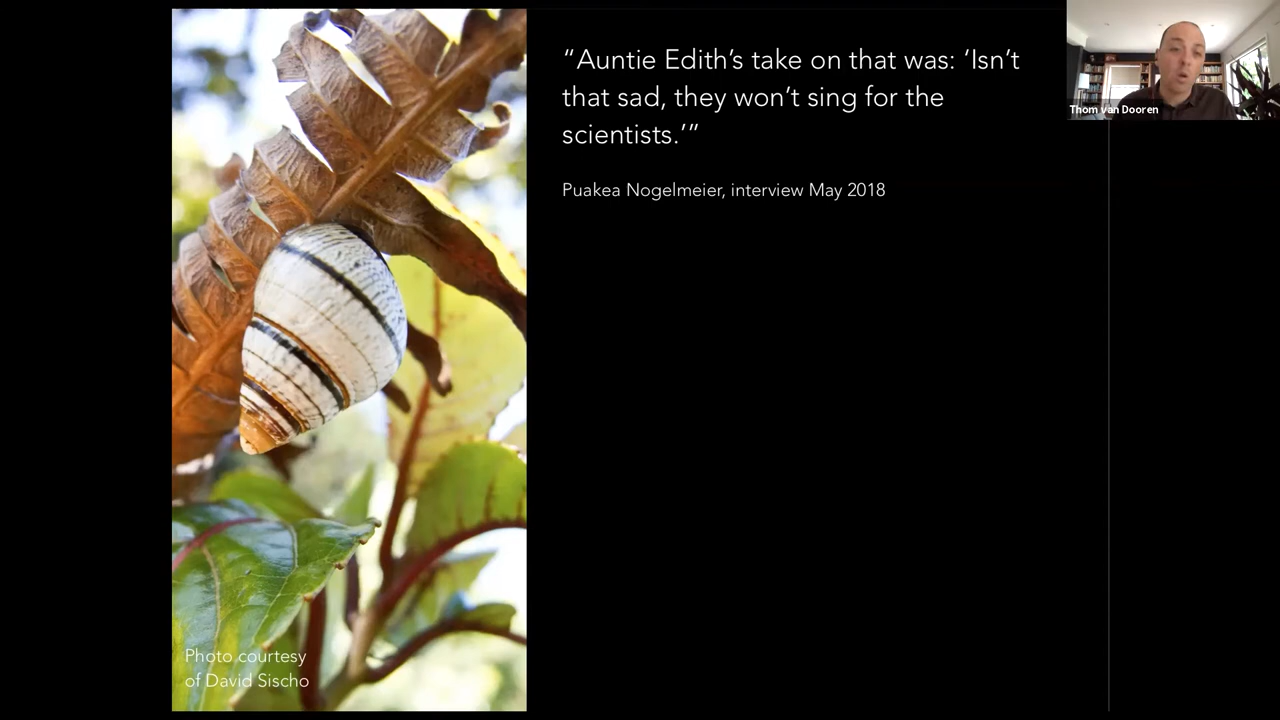 “Auntie Edith’s take on that was: ‘Isn’t
that sad, they won’t sing for the
scientists.’”
Puakea Nogelmeier, interview May 2018
Thom van Dooren
Photo courtesy
of David Sischo